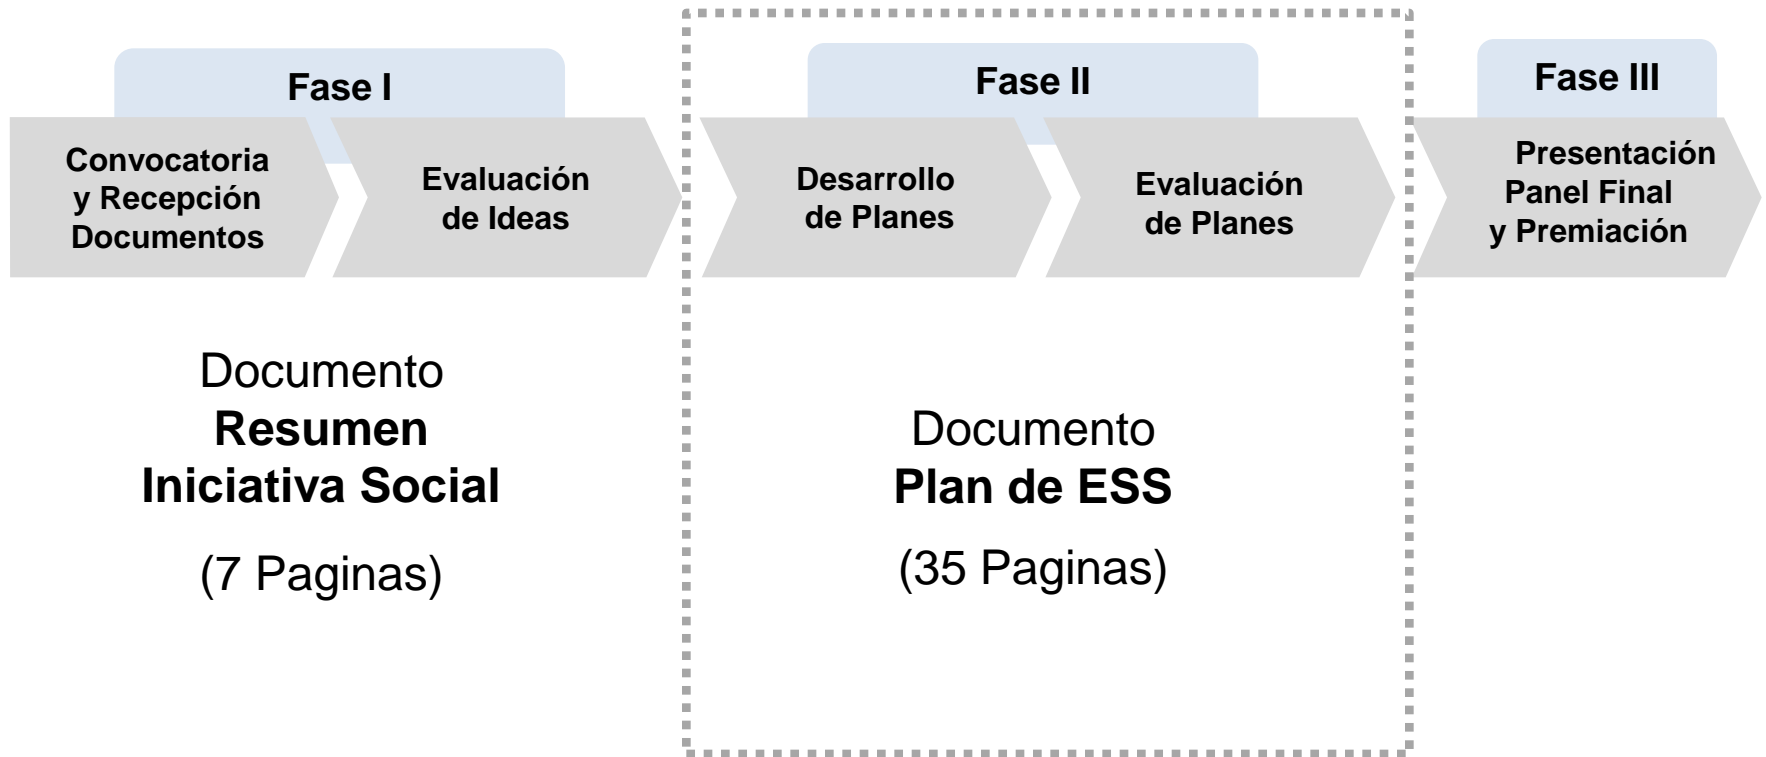 Fase I
Convocatoria
y Recepción
Documentos
Evaluación
de Ideas
Documento
Resumen
Iniciativa Social
(7 Paginas)
Fase II
Desarrollo
de Planes
Evaluación
de Planes
Documento
Plan de ESS
(35 Paginas)
Fase III
Presentación
Panel Final
y Premiación